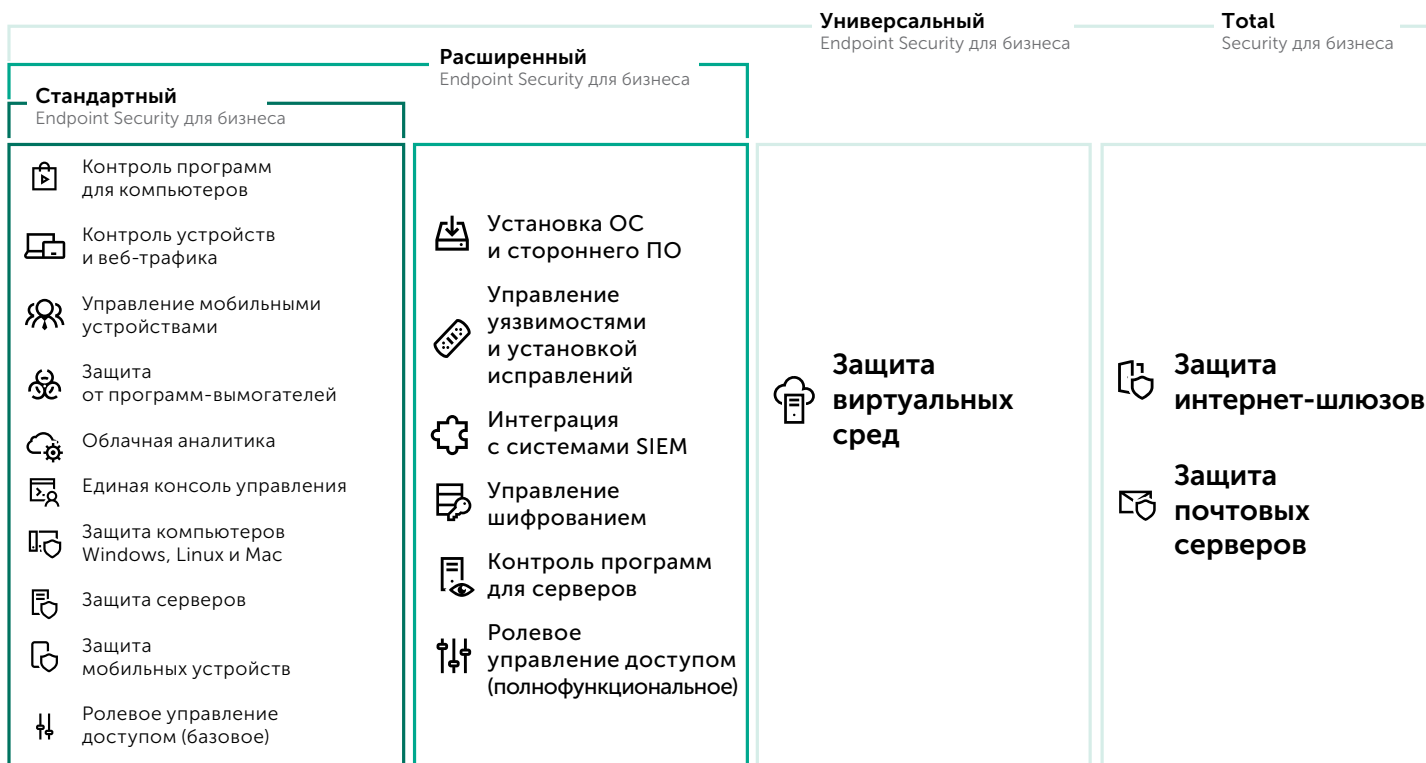 Универсальный
Endpoint Security для бизнеса
Total
Security для бизнеса
Расширенный
Endpoint Security для бизнеса
Стандартный
Endpoint Security для бизнеса
Контроль программ
для компьютеров
Контроль устройств
и веб-трафика
Управление мобильными
устройствами
Защита
от программ-вымогателей
Облачная аналитика
Единая консоль управления
Защита компьютеров
Windows, Linux и Mac
Защита серверов
Защита
мобильных устройств
Ролевое управление
доступом (базовое)
Установка ОС
и стороннего ПО
Управление
уязвимостями
и установкой
исправлений
Интеграция
с системами SIEM
Управление
шифрованием
Контроль программ
для серверов
Ролевое
управление доступом
(полнофункциональное)
Защита
виртуальных
сред
Защита
интернет-шлюзов
Защита
почтовых
серверов